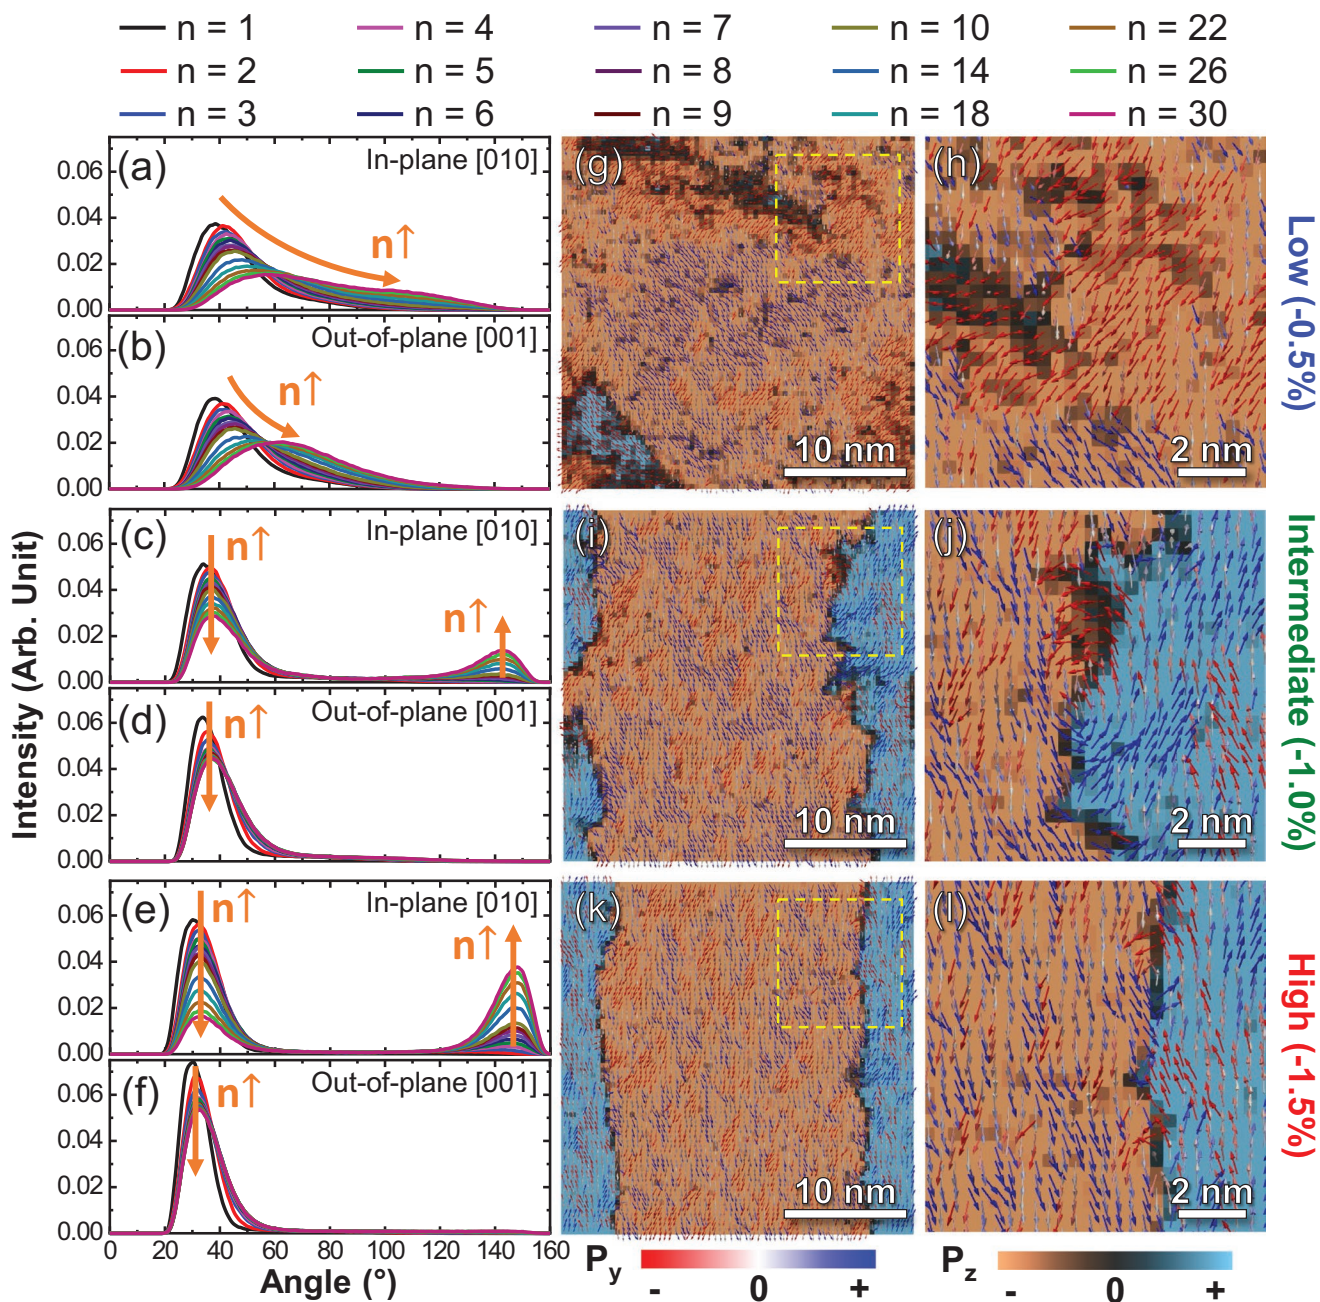 n = 1 n = 4 n = 7 n = 10 n = 22
n = 2 n = 5 n = 8 n = 14 n = 26
n = 3 n = 6 n = 9 n = 18 n = 30
Intensity (Arb. Unit)
(a) In-plane [010]
n↑
0.06
0.04
0.02
0.00
(b) Out-of-plane [001]
n↑
0.06
0.04
0.02
0.00
(c) In-plane [010]
n↑ n↑
0.06
0.04
0.02
0.00
(d) Out-of-plane [001]
n↑
0.06
0.04
0.02
0.00
(e) In-plane [010]
n↑ n↑
0.06
0.04
0.02
0.00
(f) Out-of-plane [001]
n↑
0.06
0.04
0.02
0.00
0 20 40 60 80 100 120 140 160
Angle (°)
(g)
10 nm
(h)
2 nm
Low (-0.5%)
(i)
10 nm
(j)
2 nm
Intermediate (-1.0%)
(k)
10 nm
(l)
2 nm
High (-1.5%)
Py
- 0 +
Pz
- 0 +